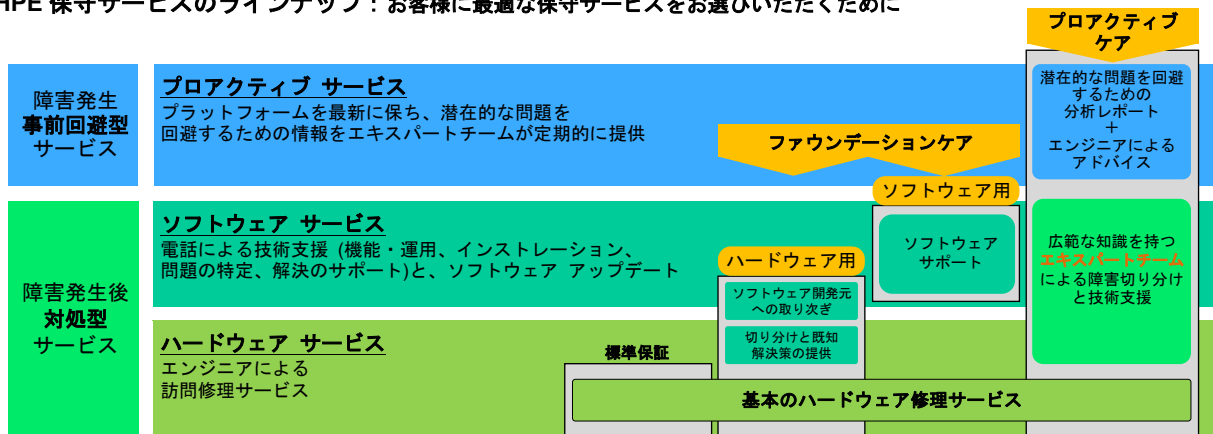 HPE 保守サービスのラインナップ：お客様に最適な保守サービスをお選びいただくために
プロアクティブ
ケア
障害発生
事前回避型
サービス
プロアクティブ サービス
プラットフォームを最新に保ち、潜在的な問題を
回避するための情報をエキスパートチームが定期的に提供
潜在的な問題を回避
するための
分析レポート
＋
エンジニアによる
アドバイス
ファウンデーションケア
ソフトウェア用
障害発生後
対処型
サービス
ソフトウェア サービス
電話による技術支援 (機能・運用、インストレーション、
問題の特定、解決のサポート)と、ソフトウェア アップデート
ソフトウェア
サポート
広範な知識を持つ
エキスパートチーム
による障害切り分け
と技術支援
ハードウェア用
ソフトウェア開発元
への取り次ぎ
切り分けと既知
解決策の提供
ハードウェア サービス
エンジニアによる
訪問修理サービス
標準保証
基本のハードウェア修理サービス